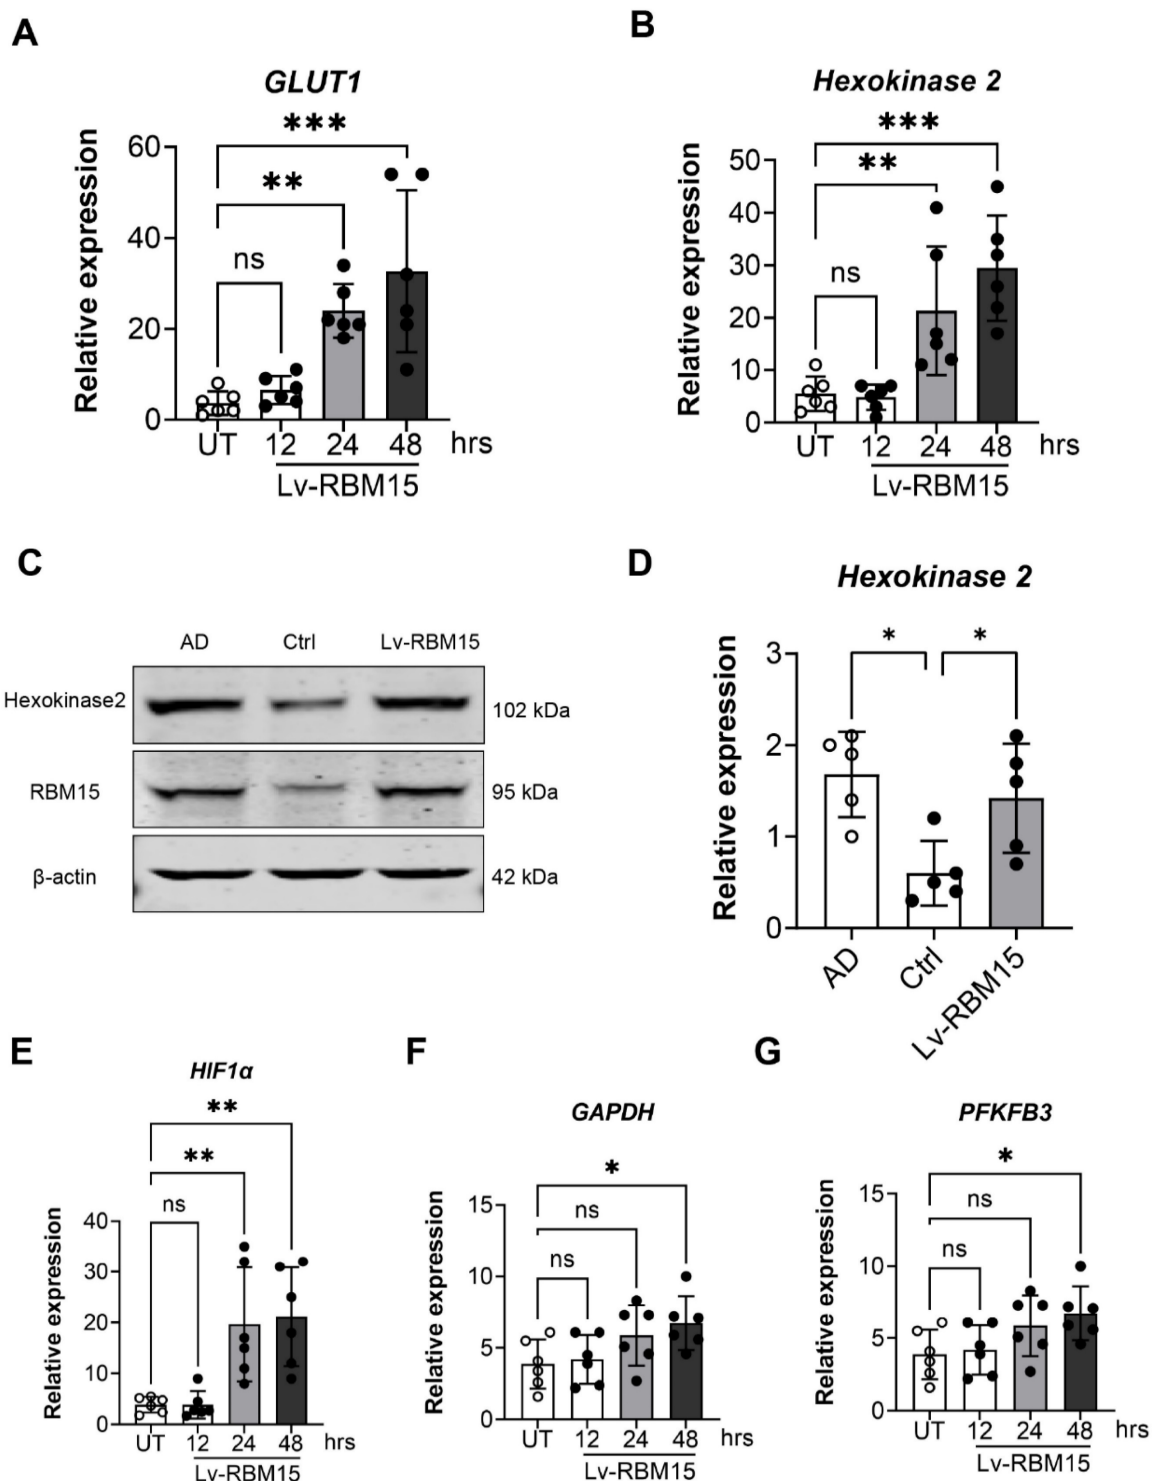 A
GLUT1
***
**
ns
Relative expression
60
40
20
0
UT 12 24 48 hrs
Lv-RBM15
B
Hexokinase 2
***
**
ns
Relative expression
50
40
30
20
10
0
UT 12 24 48 hrs
Lv-RBM15
C
AD Ctrl Lv-RBM15
Hexokinase2 102 kDa
RBM15 95 kDa
β-actin 42 kDa
D
Hexokinase 2
* *
Relative expression
3
2
1
0
AD Ctrl Lv-RBM15
E
HIF1α
**
**
ns
Relative expression
40
30
20
10
0
UT 12 24 48 hrs
Lv-RBM15
F
GAPDH
*
ns
ns
Relative expression
15
10
5
0
UT 12 24 48 hrs
Lv-RBM15
G
PFKFB3
*
ns
ns
Relative expression
15
10
5
0
UT 12 24 48 hrs
Lv-RBM15